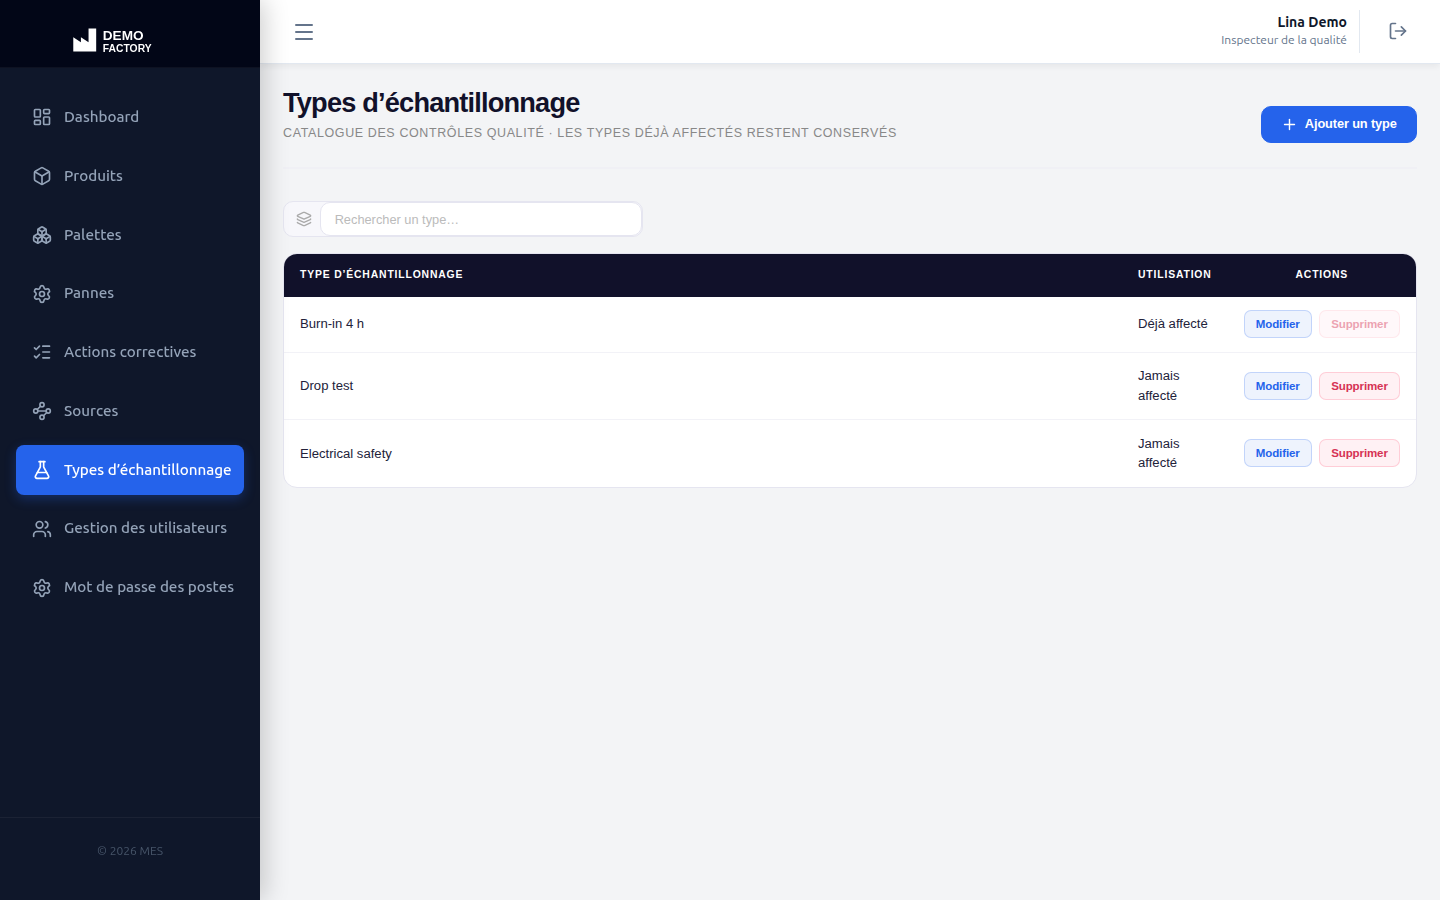 DEMO
FACTORY
Lina Demo
Inspecteur de la qualité
Dashboard
Produits
Palettes
Pannes
Actions correctives
Sources
Types d’échantillonnage
Gestion des utilisateurs
Mot de passe des postes
© 2026 MES
Types d’échantillonnage
CATALOGUE DES CONTRÔLES QUALITÉ · LES TYPES DÉJÀ AFFECTÉS RESTENT CONSERVÉS
Ajouter un type
Rechercher un type…
TYPE D’ÉCHANTILLONNAGE UTILISATION ACTIONS
Burn-in 4 h Déjà affecté Modifier Supprimer
Drop test Jamais affecté Modifier Supprimer
Electrical safety Jamais affecté Modifier Supprimer